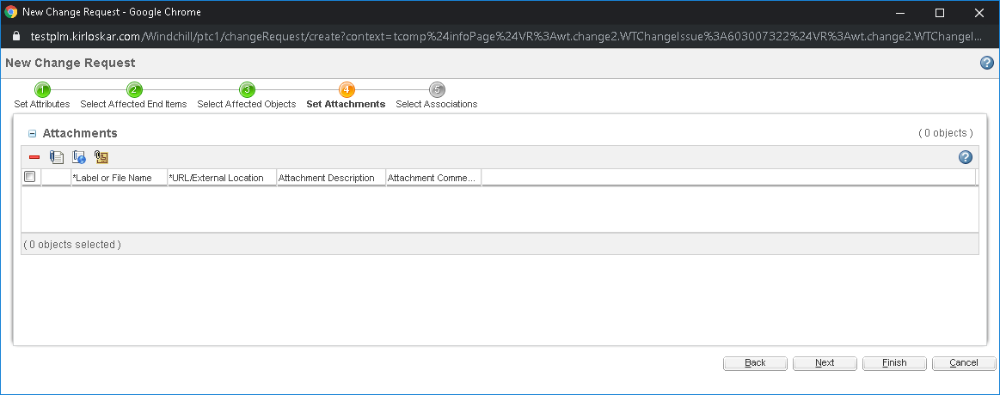 New Change Request - Google Chrome
testplm.kirloskar.com/Windchill/ptc1/changeRequest/create?context=tcomp%24infoPage%24VR%3Awt.change2.WTChangeIssue%3A603007322%24VR%3Awt.change2.WTChangeI...
New Change Request
?
1 2 3 4 5
Set Attributes Select Affected End Items Select Affected Objects Set Attachments Select Associations
Attachments ( 0 objects )
?
*Label or File Name *URL/External Location Attachment Description Attachment Comme...
( 0 objects selected )
Back Next Finish Cancel